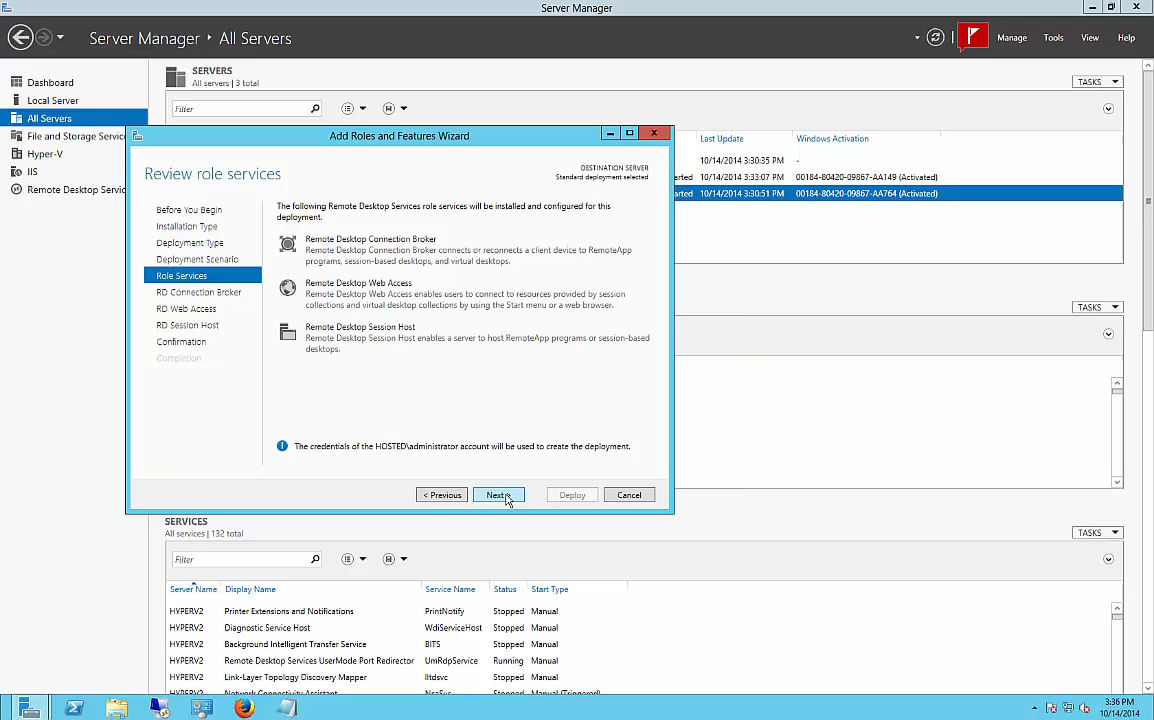 Server Manager
Server Manager • All Servers
Manage Tools View Help
Dashboard
Local Server
All Servers
File and Storage Servic
Hyper-V
IIS
Remote Desktop Servic
SERVERS
All servers | 3 total
TASKS
Filter
Last Update Windows Activation
10/14/2014 3:30:35 PM -
arted 10/14/2014 3:33:07 PM 00184-80420-09867-AA149 (Activated)
arted 10/14/2014 3:30:51 PM 00184-80420-09867-AA764 (Activated)
TASKS
Add Roles and Features Wizard
Review role services
DESTINATION SERVER
Standard deployment selected
Before You Begin
Installation Type
Deployment Type
Deployment Scenario
Role Services
RD Connection Broker
RD Web Access
RD Session Host
Confirmation
Completion
The following Remote Desktop Services role services will be installed and configured for this
deployment.
Remote Desktop Connection Broker
Remote Desktop Connection Broker connects or reconnects a client device to RemoteApp
programs, session-based desktops, and virtual desktops.
Remote Desktop Web Access
Remote Desktop Web Access enables users to connect to resources provided by session
collections and virtual desktop collections by using the Start menu or a web browser.
Remote Desktop Session Host
Remote Desktop Session Host enables a server to host RemoteApp programs or session-based
desktops.
The credentials of the HOSTED\administrator account will be used to create the deployment.
< Previous Next > Deploy Cancel
SERVICES
All services | 132 total
TASKS
Filter
Server Name Display Name Service Name Status Start Type
HYPERV2 Printer Extensions and Notifications PrintNotify Stopped Manual
HYPERV2 Diagnostic Service Host WdiServiceHost Stopped Manual
HYPERV2 Background Intelligent Transfer Service BITS Stopped Manual
HYPERV2 Remote Desktop Services UserMode Port Redirector UmRdpService Running Manual
HYPERV2 Link-Layer Topology Discovery Mapper lltdsvc Stopped Manual
HYPERV2 Network Connectivity Assistant NcaSvc Stopped Manual (Triggered)
3:36 PM
10/14/2014